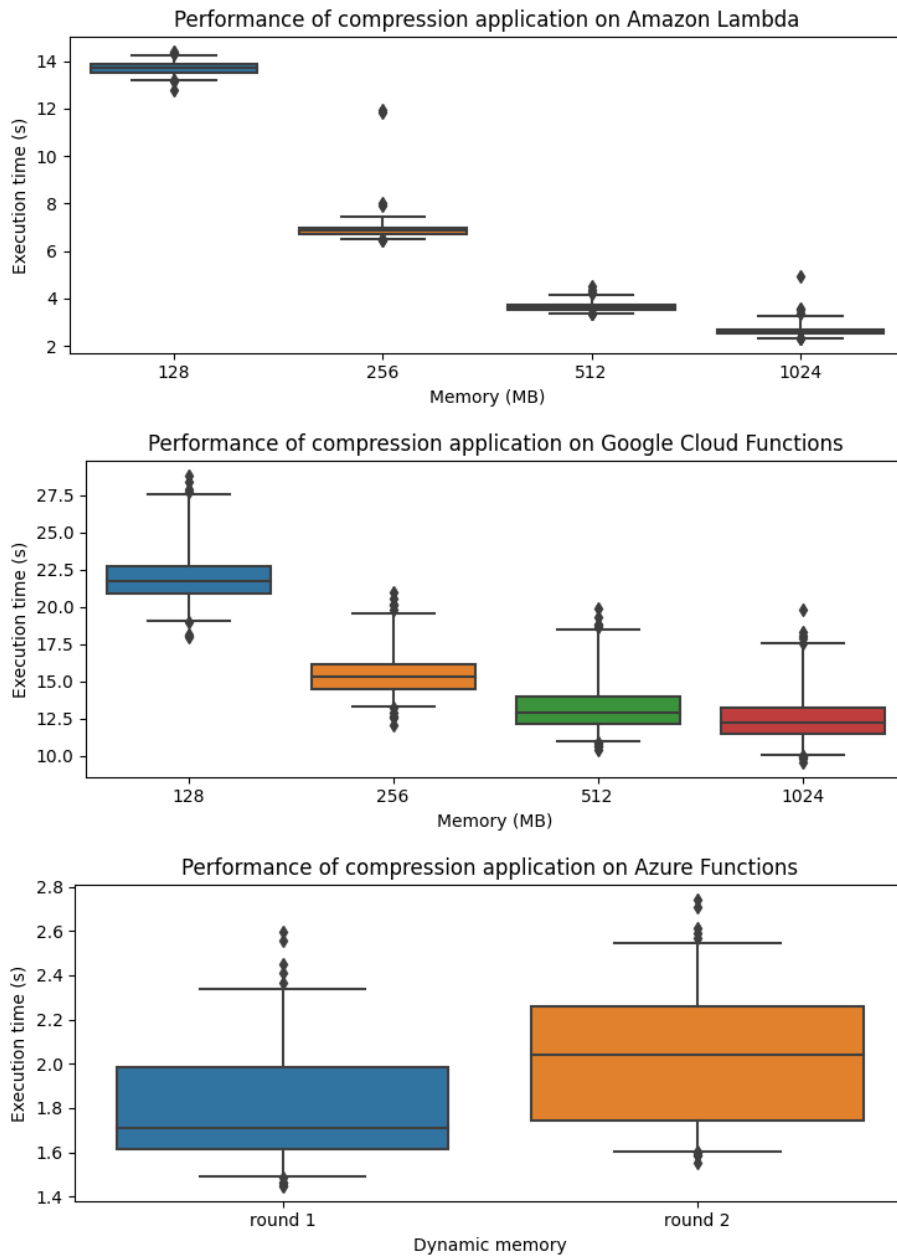 Performance of compression application on Amazon Lambda
14
12
10
8
6
4
2
Execution time (s)
128 256 512 1024
Memory (MB)
Performance of compression application on Google Cloud Functions
27.5
25.0
22.5
20.0
17.5
15.0
12.5
10.0
Execution time (s)
128 256 512 1024
Memory (MB)
Performance of compression application on Azure Functions
2.8
2.6
2.4
2.2
2.0
1.8
1.6
1.4
Execution time (s)
round 1 round 2
Dynamic memory